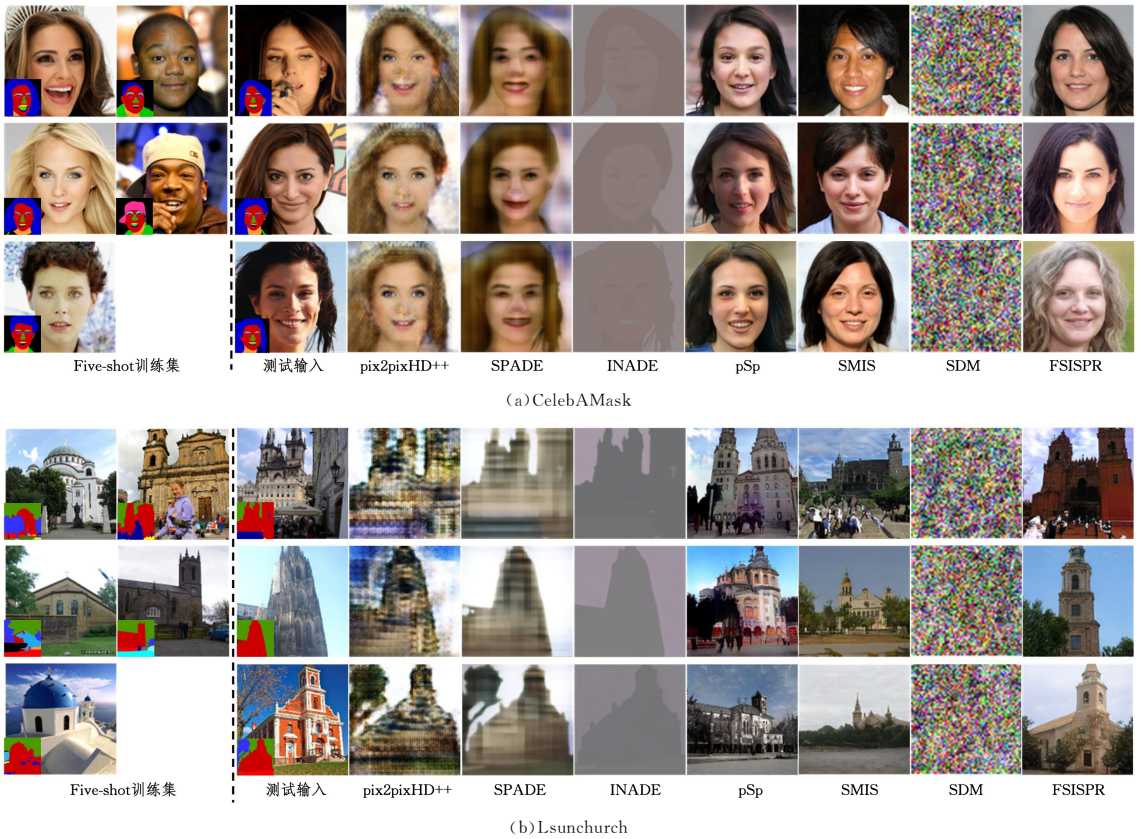 Five-shot训练集 测试输入 pix2pixHD++ SPADE INADE pSp SMIS SDM FSISPR
(a)CelebAMask
Five-shot训练集 测试输入 pix2pixHD++ SPADE INADE pSp SMIS SDM FSISPR
(b)Lsunchurch